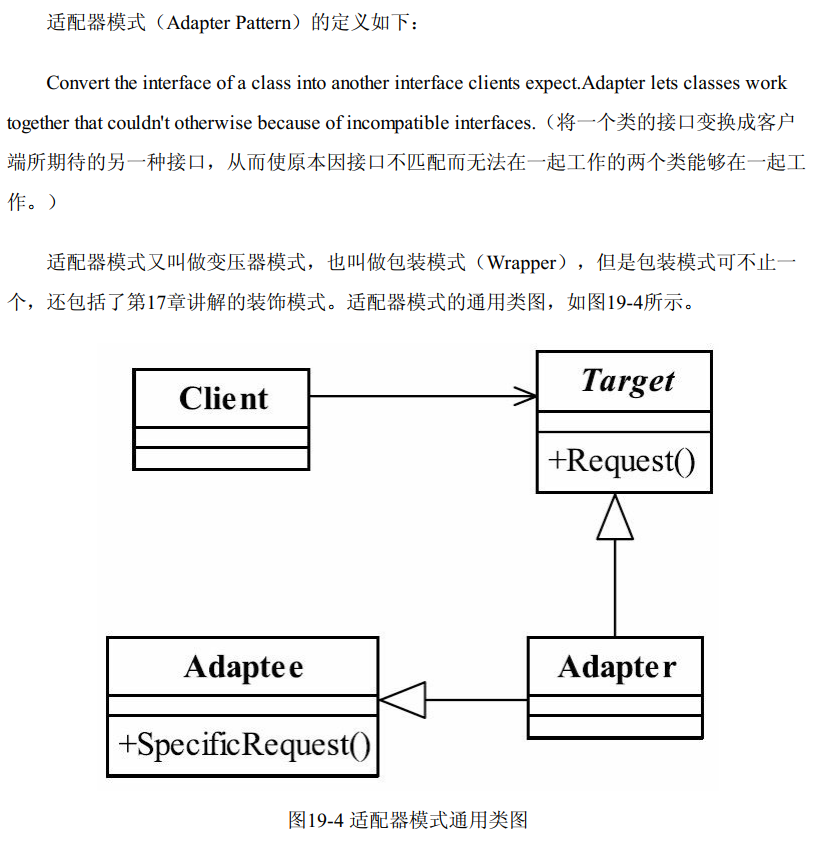 适配器模式（Adapter Pattern）的定义如下：
Convert the interface of a class into another interface clients expect.Adapter lets classes work
together that couldn't otherwise because of incompatible interfaces.（将一个类的接口变换成客户
端所期待的另一种接口，从而使原本因接口不匹配而无法在一起工作的两个类能够在一起工
作。）
适配器模式又叫做变压器模式，也叫做包装模式（Wrapper），但是包装模式可不止一
个，还包括了第17章讲解的装饰模式。适配器模式的通用类图，如图19-4所示。
Client
Target
+Request()
Adaptee
+SpecificRequest()
Adapter
图19-4 适配器模式通用类图